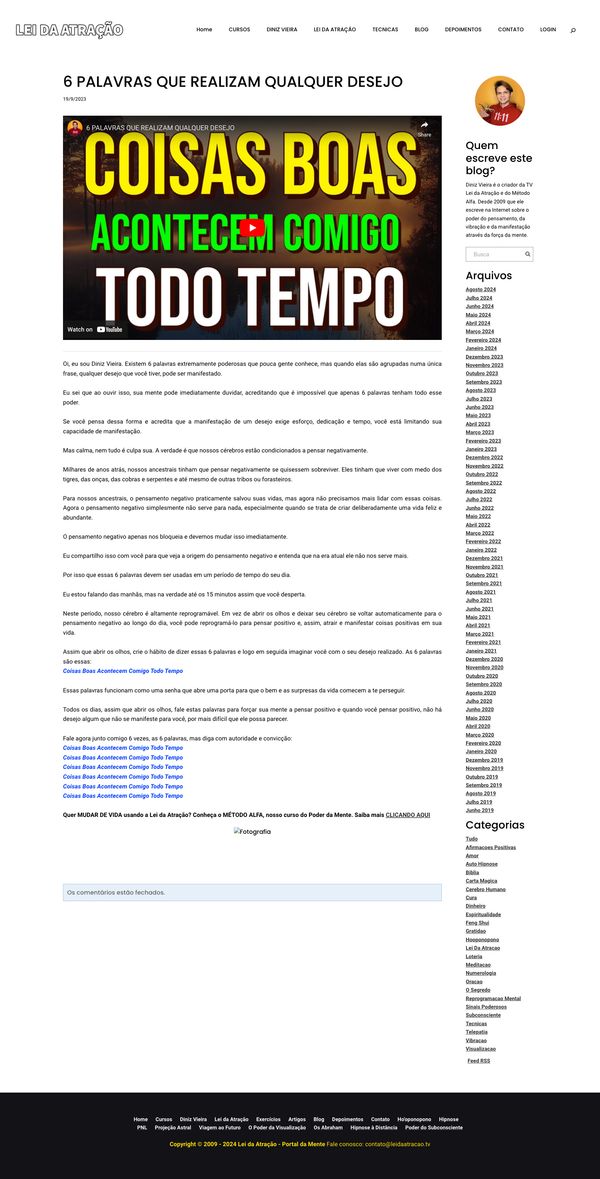 LEI DA ATRAÇÃO
Home CURSOS DINIZ VIEIRA LEI DA ATRAÇÃO TECNICAS BLOG DEPOIMENTOS CONTATO LOGIN
6 PALAVRAS QUE REALIZAM QUALQUER DESEJO
19/9/2023
6 PALAVRAS QUE REALIZAM QUALQUER DESEJO
Share
COISAS BOAS
ACONTECEM COMIGO
TODO TEMPO
Watch on YouTube
Oi, eu sou Diniz Vieira. Existem 6 palavras extremamente poderosas que pouca gente conhece, mas quando elas são agrupadas numa única
frase, qualquer desejo que você tiver, pode ser manifestado.
Eu sei que ao ouvir isso, sua mente pode imediatamente duvidar, acreditando que é impossível que apenas 6 palavras tenham todo esse
poder.
Se você pensa dessa forma e acredita que a manifestação de um desejo exige esforço, dedicação e tempo, você está limitando sua
capacidade de manifestação.
Mas calma, nem tudo é culpa sua. A verdade é que nossos cérebros estão condicionados a pensar negativamente.
Milhares de anos atrás, nossos ancestrais tinham que pensar negativamente se quisessem sobreviver. Eles tinham que viver com medo dos
tigres, das onças, das cobras e serpentes e até mesmo de outras tribos ou forasteiros.
Para nossos ancestrais, o pensamento negativo praticamente salvou suas vidas, mas agora não precisamos mais lidar com essas coisas.
Agora o pensamento negativo simplesmente não serve para nada, especialmente quando se trata de criar deliberadamente uma vida feliz e
abundante.
O pensamento negativo apenas nos bloqueia e devemos mudar isso imediatamente.
Eu compartilho isso com você para que veja a origem do pensamento negativo e entenda que na era atual ele não nos serve mais.
Por isso que essas 6 palavras devem ser usadas em um período de tempo do seu dia.
Eu estou falando das manhãs, mas na verdade até os 15 minutos assim que você desperta.
Neste período, nosso cérebro é altamente reprogramável. Em vez de abrir os olhos e deixar seu cérebro se voltar automaticamente para o
pensamento negativo ao longo do dia, você pode reprogramá-lo para pensar positivo e, assim, atrair e manifestar coisas positivas em sua
vida.
Assim que abrir os olhos, crie o hábito de dizer essas 6 palavras e logo em seguida imaginar você com o seu desejo realizado. As 6 palavras
são essas:
Coisas Boas Acontecem Comigo Todo Tempo
Essas palavras funcionam como uma senha que abre uma porta para que o bem e as surpresas da vida comecem a te perseguir.
Todos os dias, assim que abrir os olhos, fale estas palavras para forçar sua mente a pensar positivo e quando você pensar positivo, não há
desejo algum que não se manifeste para você, por mais difícil que ele possa parecer.
Fale agora junto comigo 6 vezes, as 6 palavras, mas diga com autoridade e convicção:
Coisas Boas Acontecem Comigo Todo Tempo
Coisas Boas Acontecem Comigo Todo Tempo
Coisas Boas Acontecem Comigo Todo Tempo
Coisas Boas Acontecem Comigo Todo Tempo
Coisas Boas Acontecem Comigo Todo Tempo
Coisas Boas Acontecem Comigo Todo Tempo
Quer MUDAR DE VIDA usando a Lei da Atração? Conheça o MÉTODO ALFA, nosso curso do Poder da Mente. Saiba mais CLICANDO AQUI
Fotografia
Os comentários estão fechados.
11:11
Quem
escreve este
blog?
Diniz Vieira é o criador da TV
Lei da Atração e do Método
Alfa. Desde 2009 que ele
escreve na Internet sobre o
poder do pensamento, da
vibração e da manifestação
através da força da mente.
Busca
Arquivos
Agosto 2024
Julho 2024
Junho 2024
Maio 2024
Abril 2024
Março 2024
Fevereiro 2024
Janeiro 2024
Dezembro 2023
Novembro 2023
Outubro 2023
Setembro 2023
Agosto 2023
Julho 2023
Junho 2023
Maio 2023
Abril 2023
Março 2023
Fevereiro 2023
Janeiro 2023
Dezembro 2022
Novembro 2022
Outubro 2022
Setembro 2022
Agosto 2022
Julho 2022
Junho 2022
Maio 2022
Abril 2022
Março 2022
Fevereiro 2022
Janeiro 2022
Dezembro 2021
Novembro 2021
Outubro 2021
Setembro 2021
Agosto 2021
Julho 2021
Junho 2021
Maio 2021
Abril 2021
Março 2021
Fevereiro 2021
Janeiro 2021
Dezembro 2020
Novembro 2020
Outubro 2020
Setembro 2020
Agosto 2020
Julho 2020
Junho 2020
Maio 2020
Abril 2020
Março 2020
Fevereiro 2020
Janeiro 2020
Dezembro 2019
Novembro 2019
Outubro 2019
Setembro 2019
Agosto 2019
Julho 2019
Junho 2019
Categorias
Tudo
Afirmacoes Positivas
Amor
Auto Hipnose
Biblia
Carta Magica
Cerebro Humano
Cura
Dinheiro
Espiritualidade
Feng Shui
Gratidao
Hooponopono
Lei Da Atracao
Loteria
Meditacao
Numerologia
Oracao
O Segredo
Reprogramacao Mental
Sinais Poderosos
Subconsciente
Tecnicas
Telepatia
Vibracao
Visualizacao
Feed RSS
Home Cursos Diniz Vieira Lei da Atração Exercícios Artigos Blog Depoimentos Contato Ho'oponopono Hipnose
PNL Projeção Astral Viagem ao Futuro O Poder da Visualização Os Abraham Hipnose à Distância Poder do Subconsciente
Copyright © 2009 - 2024 Lei da Atração - Portal da Mente Fale conosco: contato@leidaatracao.tv